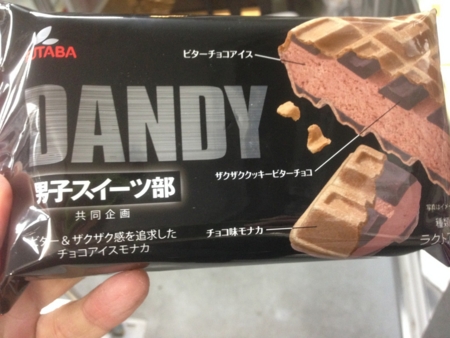 UTABA
ビターチョコアイス
DANDY
ザクザククッキービターチョコ
男子スイーツ部
共同企画
チョコ味モナカ
ビター&ザクザク感を追求した
チョコアイスモナカ
ラクト